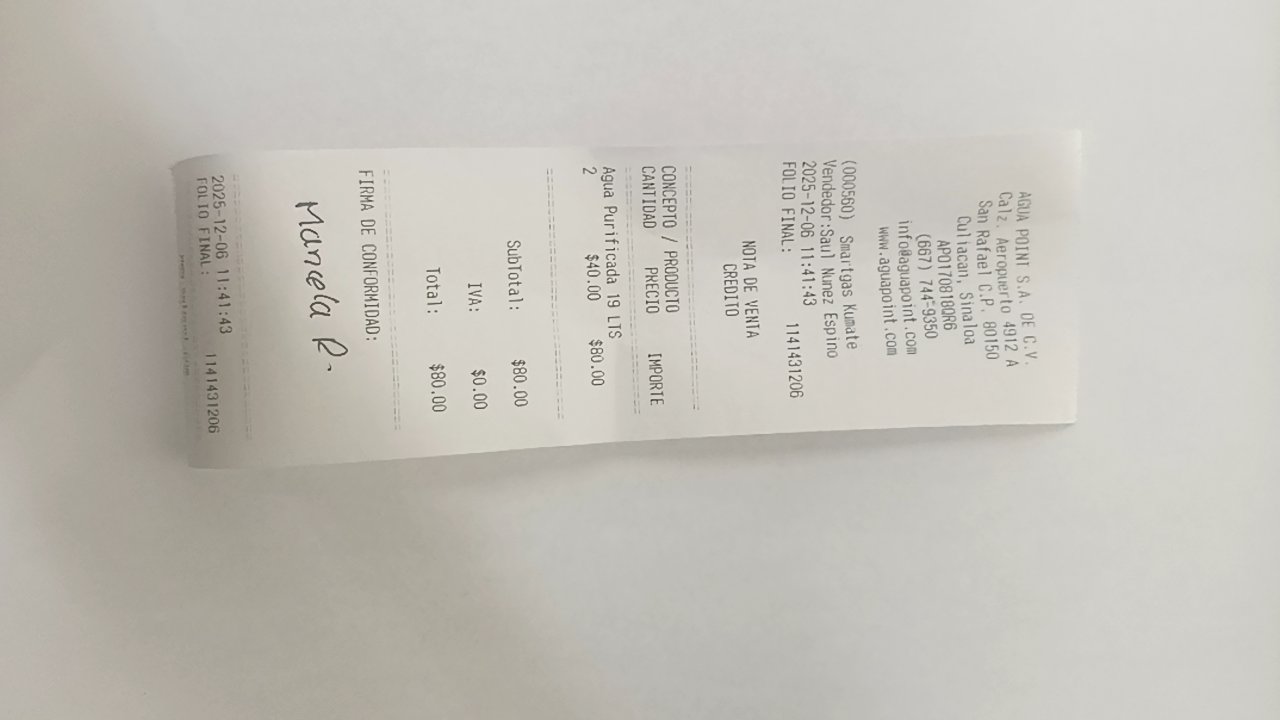 AGUA POINT S.A. DE C.V.
Calz. Aeropuerto 4912 A
San Rafael C.P. 80150
Culiacan, Sinaloa
APO170818QR6
(667) 744-9350
info@aguapoint.com
www.aguapoint.com
(000560) Smartgas Kumate
Vendedor:Saul Nunez Espino
2025-12-06 11:41:43
FOLIO FINAL: 1141431206
NOTA DE VENTA
CREDITO
CONCEPTO / PRODUCTO
CANTIDAD PRECIO IMPORTE
Agua Purificada 19 LTS
2 $40.00 $80.00
SubTotal: $80.00
IVA: $0.00
Total: $80.00
FIRMA DE CONFORMIDAD:
Marcela R.
2025-12-06 11:41:43
FOLIO FINAL: 1141431206